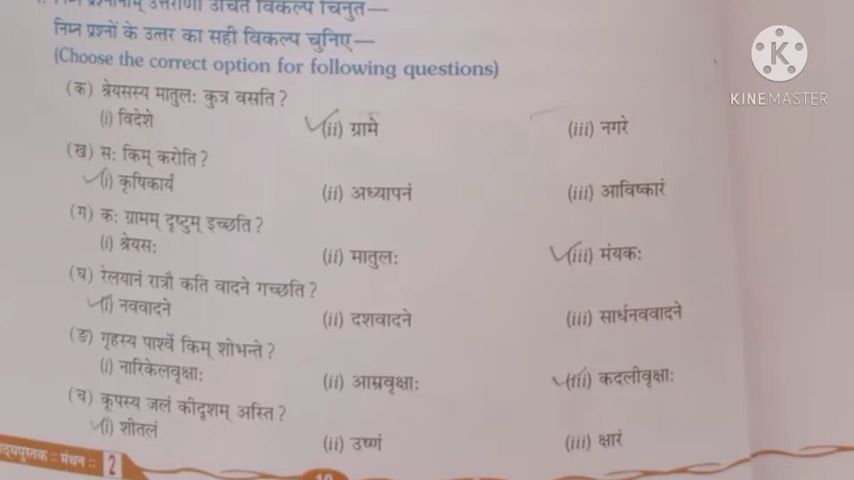 प्रश्नानाम् उत्तराणां उचितं विकल्पं चिनुत—
निम्न प्रश्नों के उत्तर का सही विकल्प चुनिए—
(Choose the correct option for following questions)
KINEMASTER
(क) श्रेयसस्य मातुलः कुत्र वसति ?
(i) विदेशे (ii) ग्रामे (iii) नगरे
(ख) सः किम् करोति ?
(i) कृषिकार्यं (ii) अध्यापनं (iii) आविष्कारं
(ग) कः ग्रामम् दृष्टुम् इच्छति ?
(i) श्रेयसः (ii) मातुलः (iii) मंयकः
(घ) रेलयानं रात्रौ कति वादने गच्छति ?
(i) नववादने (ii) दशवादने (iii) सार्धनववादने
(ङ) गृहस्य पार्श्वे किम् शोभन्ते ?
(i) नारिकेलवृक्षाः (ii) आम्रवृक्षाः (iii) कदलीवृक्षाः
(च) कूपस्य जलं कीदृशम् अस्ति ?
(i) शीतलं (ii) उष्णं (iii) क्षारं
मंथन :: 2